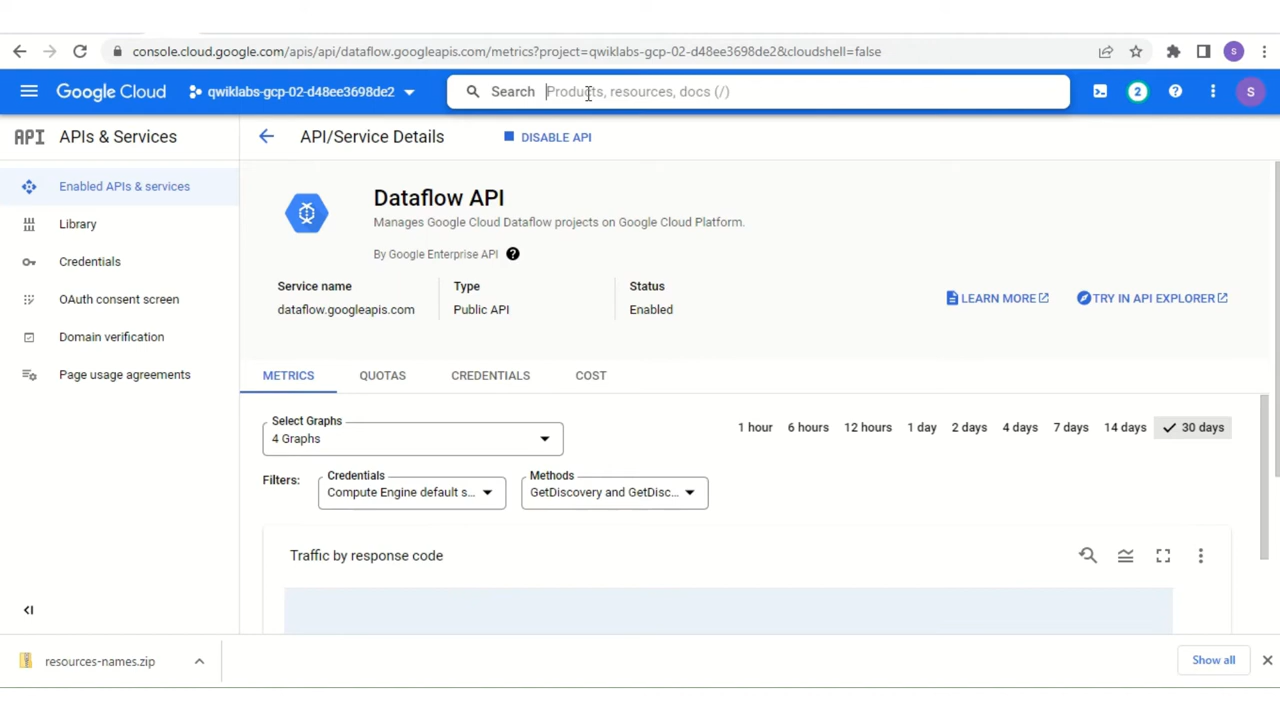 console.cloud.google.com/apis/api/dataflow.googleapis.com/metrics?project=qwiklabs-gcp-02-d48ee3698de2&cloudshell=false
S
Google Cloud
qwiklabs-gcp-02-d48ee3698de2
Search Products, resources, docs (/)
2
S
API APIs & Services
API/Service Details
DISABLE API
Enabled APIs & services
Library
Credentials
OAuth consent screen
Domain verification
Page usage agreements
Dataflow API
Manages Google Cloud Dataflow projects on Google Cloud Platform.
By Google Enterprise API
Service name
dataflow.googleapis.com
Type
Public API
Status
Enabled
LEARN MORE
TRY IN API EXPLORER
METRICS QUOTAS CREDENTIALS COST
Select Graphs
4 Graphs
1 hour 6 hours 12 hours 1 day 2 days 4 days 7 days 14 days 30 days
Filters:
Credentials
Compute Engine default s...
Methods
GetDiscovery and GetDisc...
Traffic by response code
resources-names.zip
Show all